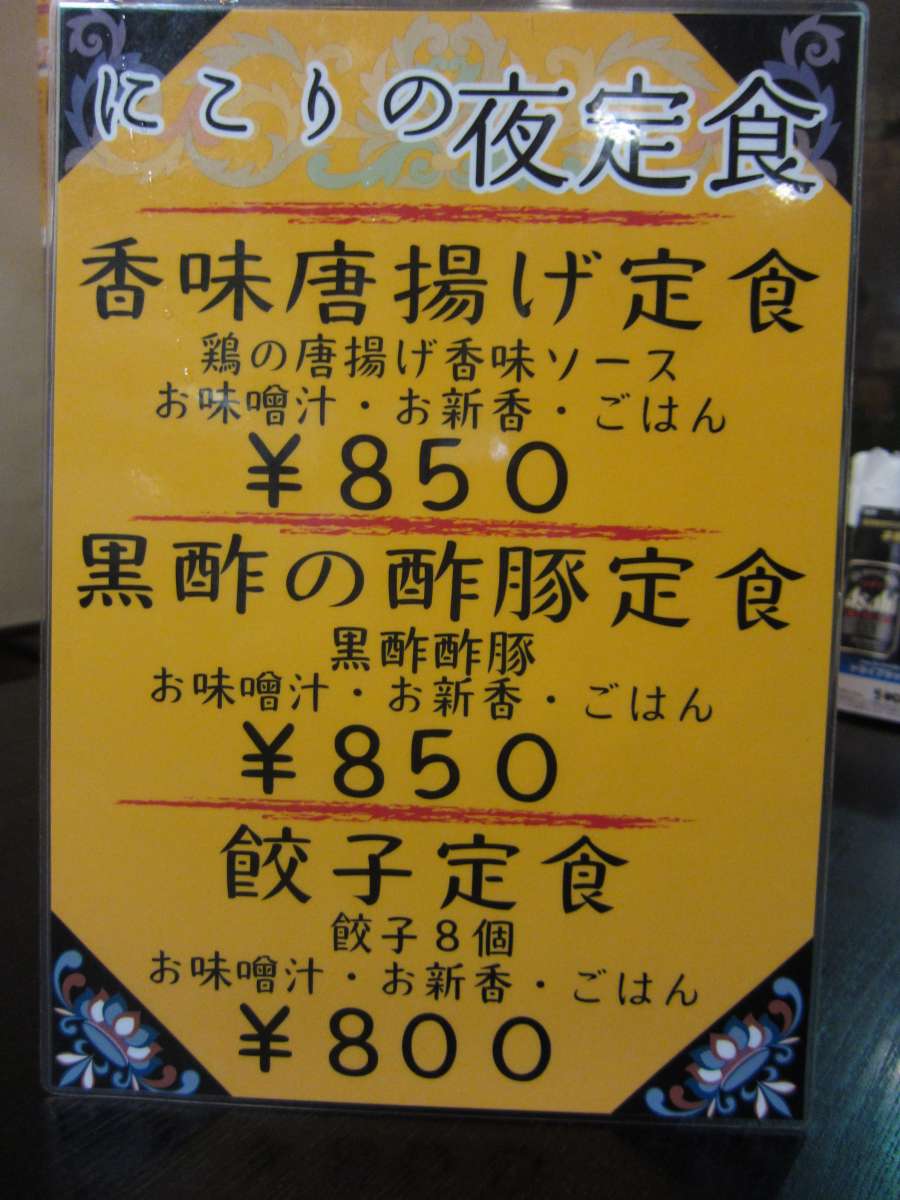 にこりの夜定食
香味唐揚げ定食
鶏の唐揚げ香味ソース
お味噌汁・お新香・ごはん
￥８５０
黒酢の酢豚定食
黒酢酢豚
お味噌汁・お新香・ごはん
￥８５０
餃子定食
餃子８個
お味噌汁・お新香・ごはん
￥８００